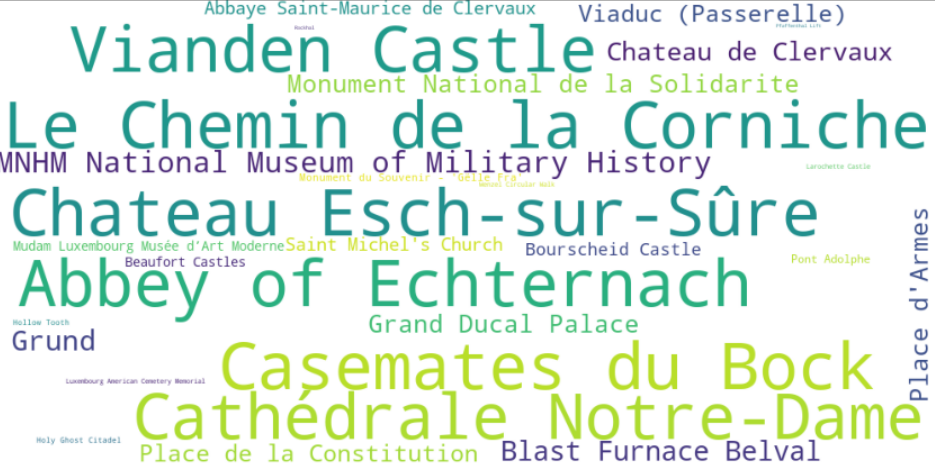 Abbaye Saint-Maurice de Clervaux
Viaduc (Passerelle)
Rockhal
Pfaffenthal Lift
Vianden Castle
Chateau de Clervaux
Monument National de la Solidarite
Le Chemin de la Corniche
MNHM National Museum of Military History
Larochette Castle
Monument du Souvenir - 'Gëlle Fra'
Wenzel Circular Walk
Chateau Esch-sur-Sûre
Place d'Armes
Mudam Luxembourg Musée d'Art Moderne
Saint Michel's Church
Bourscheid Castle
Beaufort Castles
Pont Adolphe
Abbey of Echternach
Hollow Tooth
Grand Ducal Palace
Grund
Casemates du Bock
Luxembourg American Cemetery Memorial
Cathédrale Notre-Dame
Holy Ghost Citadel
Place de la Constitution
Blast Furnace Belval